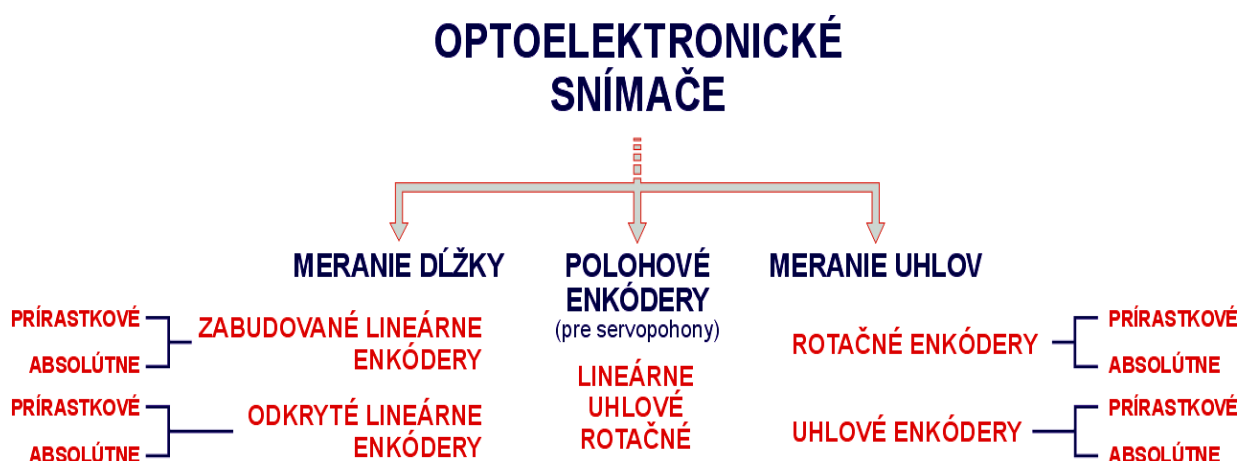 OPTOELEKTRONICKÉ
SNÍMAČE
MERANIE DĹŽKY
PRÍRASTKOVÉ
ABSOLÚTNE
ZABUDOVANÉ LINEÁRNE
ENKÓDERY
PRÍRASTKOVÉ
ABSOLÚTNE
ODKRYTÉ LINEÁRNE
ENKÓDERY
POLOHOVÉ
ENKÓDERY
(pre servopohony)
LINEÁRNE
UHLOVÉ
ROTAČNÉ
MERANIE UHLOV
ROTAČNÉ ENKÓDERY
PRÍRASTKOVÉ
ABSOLÚTNE
UHLOVÉ ENKÓDERY
PRÍRASTKOVÉ
ABSOLÚTNE